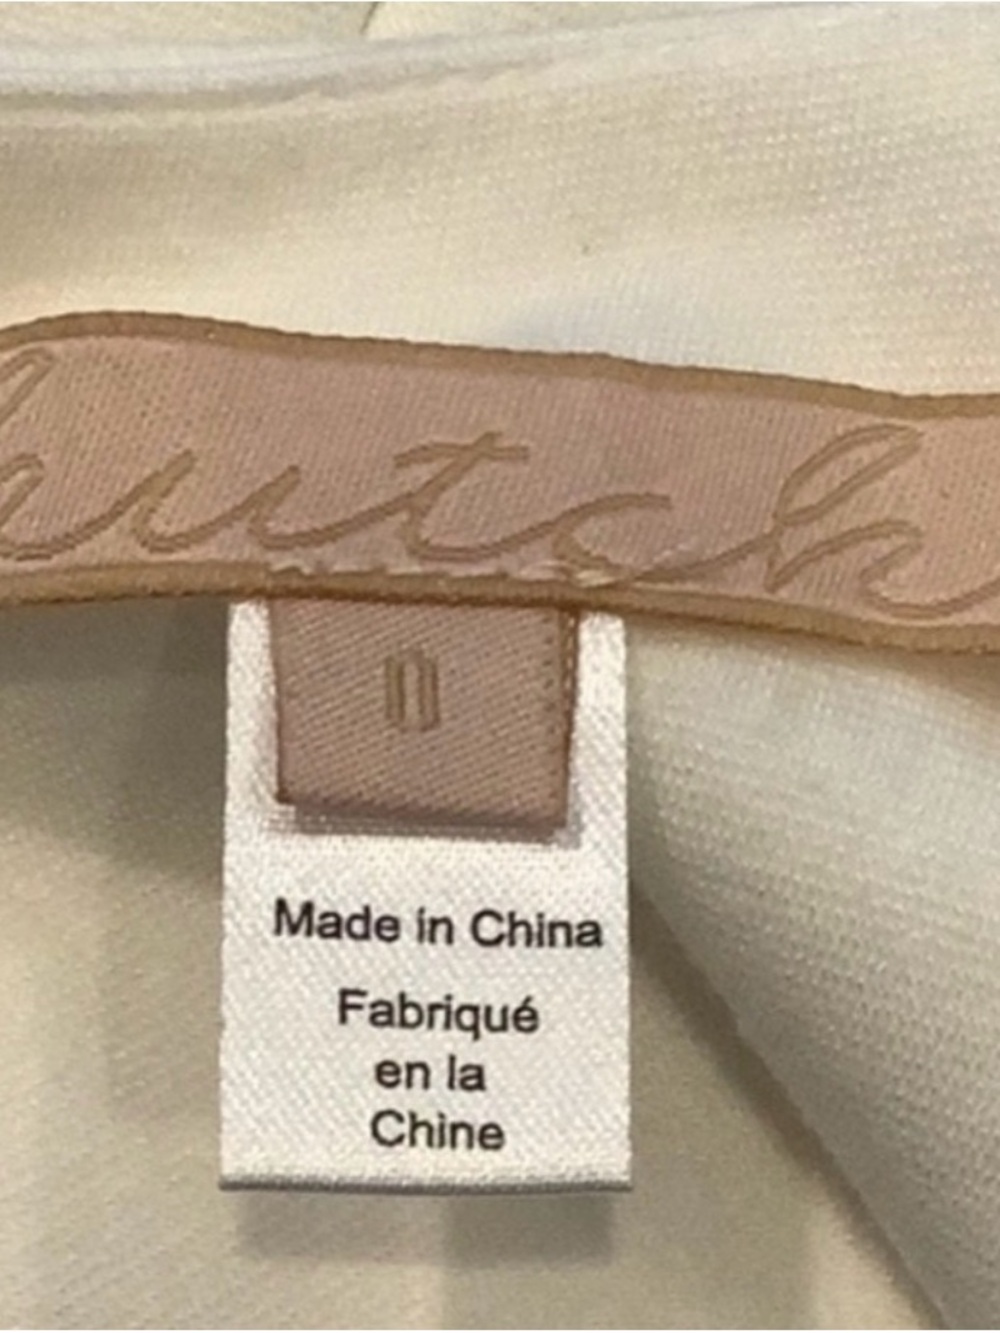 hutch
0
Made in China
Fabriqué
en la
Chine